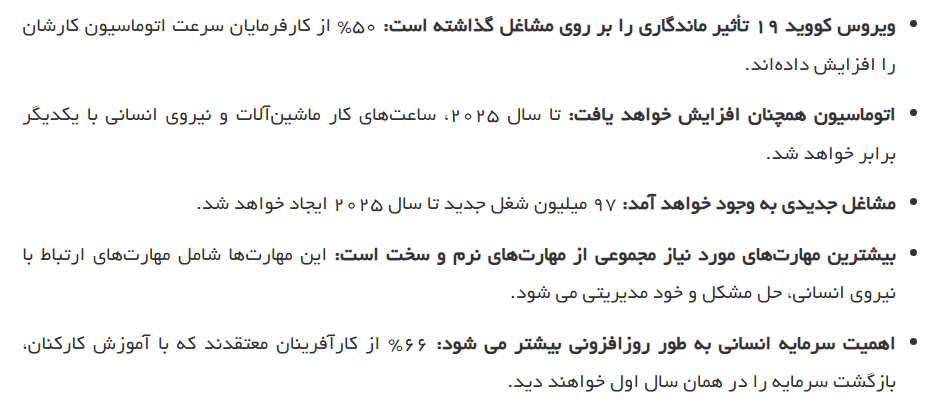 • ویروس کووید ۱۹ تأثیر ماندگاری را بر روی مشاغل گذاشته است: ۵۰% از کارفرمایان سرعت اتوماسیون کارشان
را افزایش داده‌اند.
• اتوماسیون همچنان افزایش خواهد یافت: تا سال ۲۰۲۵، ساعت‌های کار ماشین‌آلات و نیروی انسانی با یکدیگر
برابر خواهد شد.
• مشاغل جدیدی به وجود خواهد آمد: ۹۷ میلیون شغل جدید تا سال ۲۰۲۵ ایجاد خواهد شد.
• بیشترین مهارت‌های مورد نیاز مجموعی از مهارت‌های نرم و سخت است: این مهارت‌ها شامل مهارت‌های ارتباط با
نیروی انسانی، حل مشکل و خود مدیریتی می شود.
• اهمیت سرمایه انسانی به طور روزافزونی بیشتر می شود: ۶۶% از کارآفرینان معتقدند که با آموزش کارکنان،
بازگشت سرمایه را در همان سال اول خواهند دید.